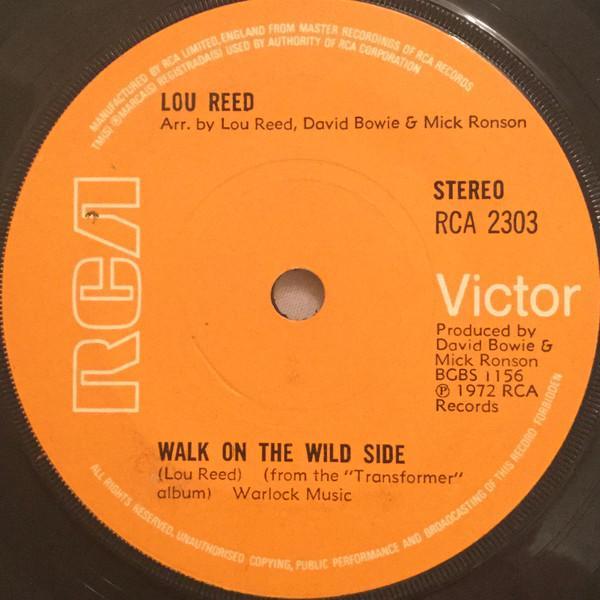 MANUFACTURED BY RCA LIMITED, ENGLAND FROM MASTER RECORDINGS OF RCA RECORDS
TM(S) ® MARCA(S) REGISTRADA(S) USED BY AUTHORITY OF RCA CORPORATION
LOU REED
Arr. by Lou Reed, David Bowie & Mick Ronson
RCA
STEREO
RCA 2303
Victor
Produced by
David Bowie &
Mick Ronson
BGBS 1156
℗ 1972 RCA
Records
WALK ON THE WILD SIDE
(Lou Reed) (from the "Transformer"
album) Warlock Music
ALL RIGHTS RESERVED, UNAUTHORISED COPYING, PUBLIC PERFORMANCE AND BROADCASTING OF THIS RECORD FORBIDDEN